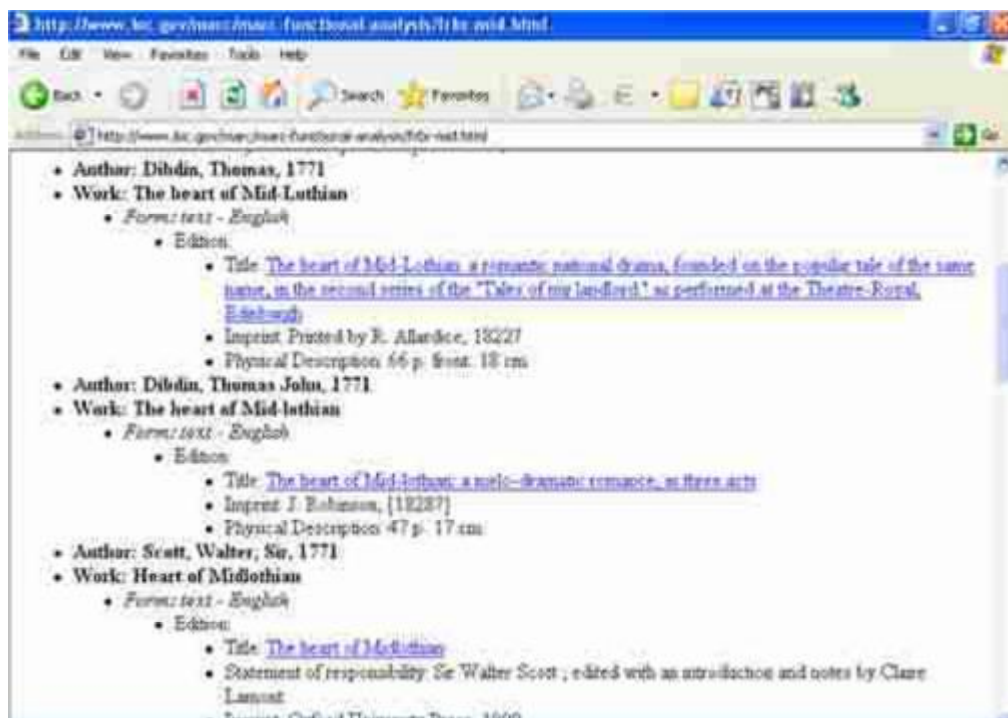 http://www.loc.gov/marc/marc-functional-analysis/frbr-mid.html
File Edit View Favorites Tools Help
Back Search Favorites
http://www.loc.gov/marc/marc-functional-analysis/frbr-mid.html Go
• Author: Dibdin, Thomas, 1771
• Work: The heart of Mid-Lothian
• Form: text - English
• Edition:
• Title: The heart of Mid-Lothian: a romantic national drama, founded on the popular tale of the same
name, in the second series of the "Tales of my landlord." as performed at the Theatre-Royal,
Edinburgh
• Imprint: Printed by R. Allardice, 1822?
• Physical Description: 66 p. front. 18 cm
• Author: Dibdin, Thomas John, 1771
• Work: The heart of Mid-lothian
• Form: text - English
• Edition:
• Title: The heart of Mid-lothian; a melo-dramatic romance, in three acts
• Imprint: J. Robinson, [1828?]
• Physical Description: 47 p. 17 cm
• Author: Scott, Walter, Sir, 1771
• Work: Heart of Midlothian
• Form: text - English
• Edition:
• Title: The heart of Midlothian
• Statement of responsibility: Sir Walter Scott ; edited with an introduction and notes by Claire
Lamont
• Imprint: Oxford University Press,